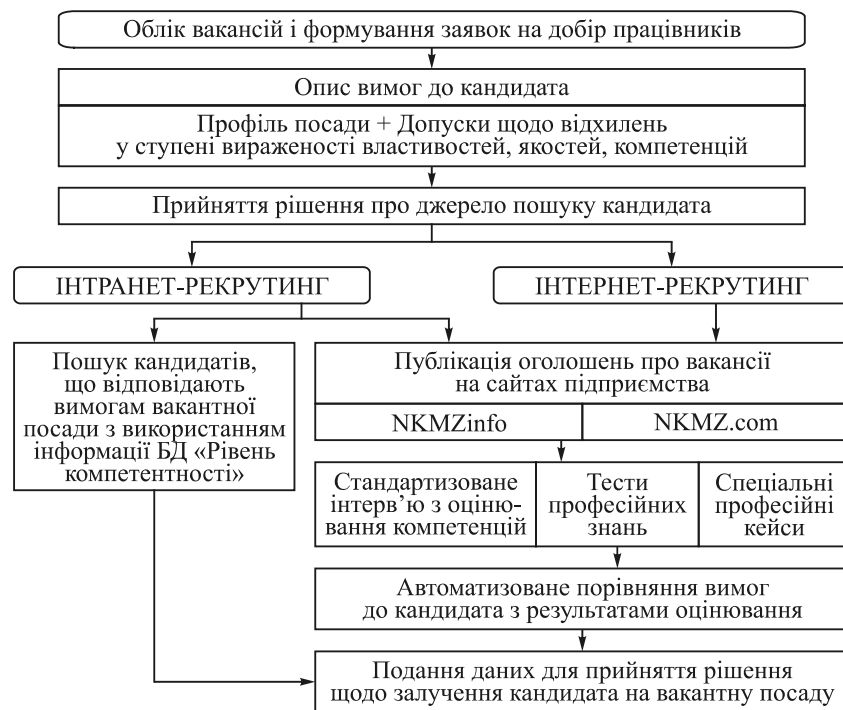 Облік вакансій і формування заявок на добір працівників
Опис вимог до кандидата
Профіль посади + Допуски щодо відхилень
у ступені вираженості властивостей, якостей, компетенцій
Прийняття рішення про джерело пошуку кандидата
ІНТРАНЕТ-РЕКРУТИНГ
ІНТЕРНЕТ-РЕКРУТИНГ
Пошук кандидатів,
що відповідають
вимогам вакантної
посади з використанням
інформації БД «Рівень
компетентності»
Публікація оголошень про вакансії
на сайтах підприємства
NKMZinfo
NKMZ.com
Стандартизоване
інтерв’ю з оціню-
вання компетенцій
Тести
професійних
знань
Спеціальні
професійні
кейси
Автоматизоване порівняння вимог
до кандидата з результатами оцінювання
Подання даних для прийняття рішення
щодо залучення кандидата на вакантну посаду